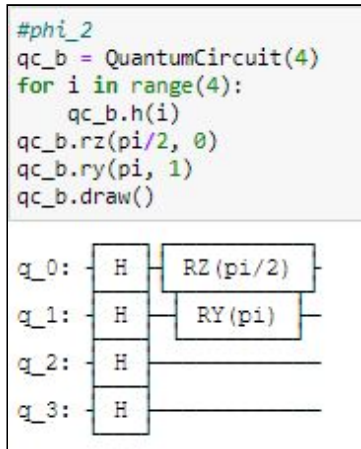 #phi_2
qc_b = QuantumCircuit(4)
for i in range(4):
    qc_b.h(i)
qc_b.rz(pi/2, 0)
qc_b.ry(pi, 1)
qc_b.draw()
q_0: H RZ(pi/2)
q_1: H RY(pi)
q_2: H
q_3: H